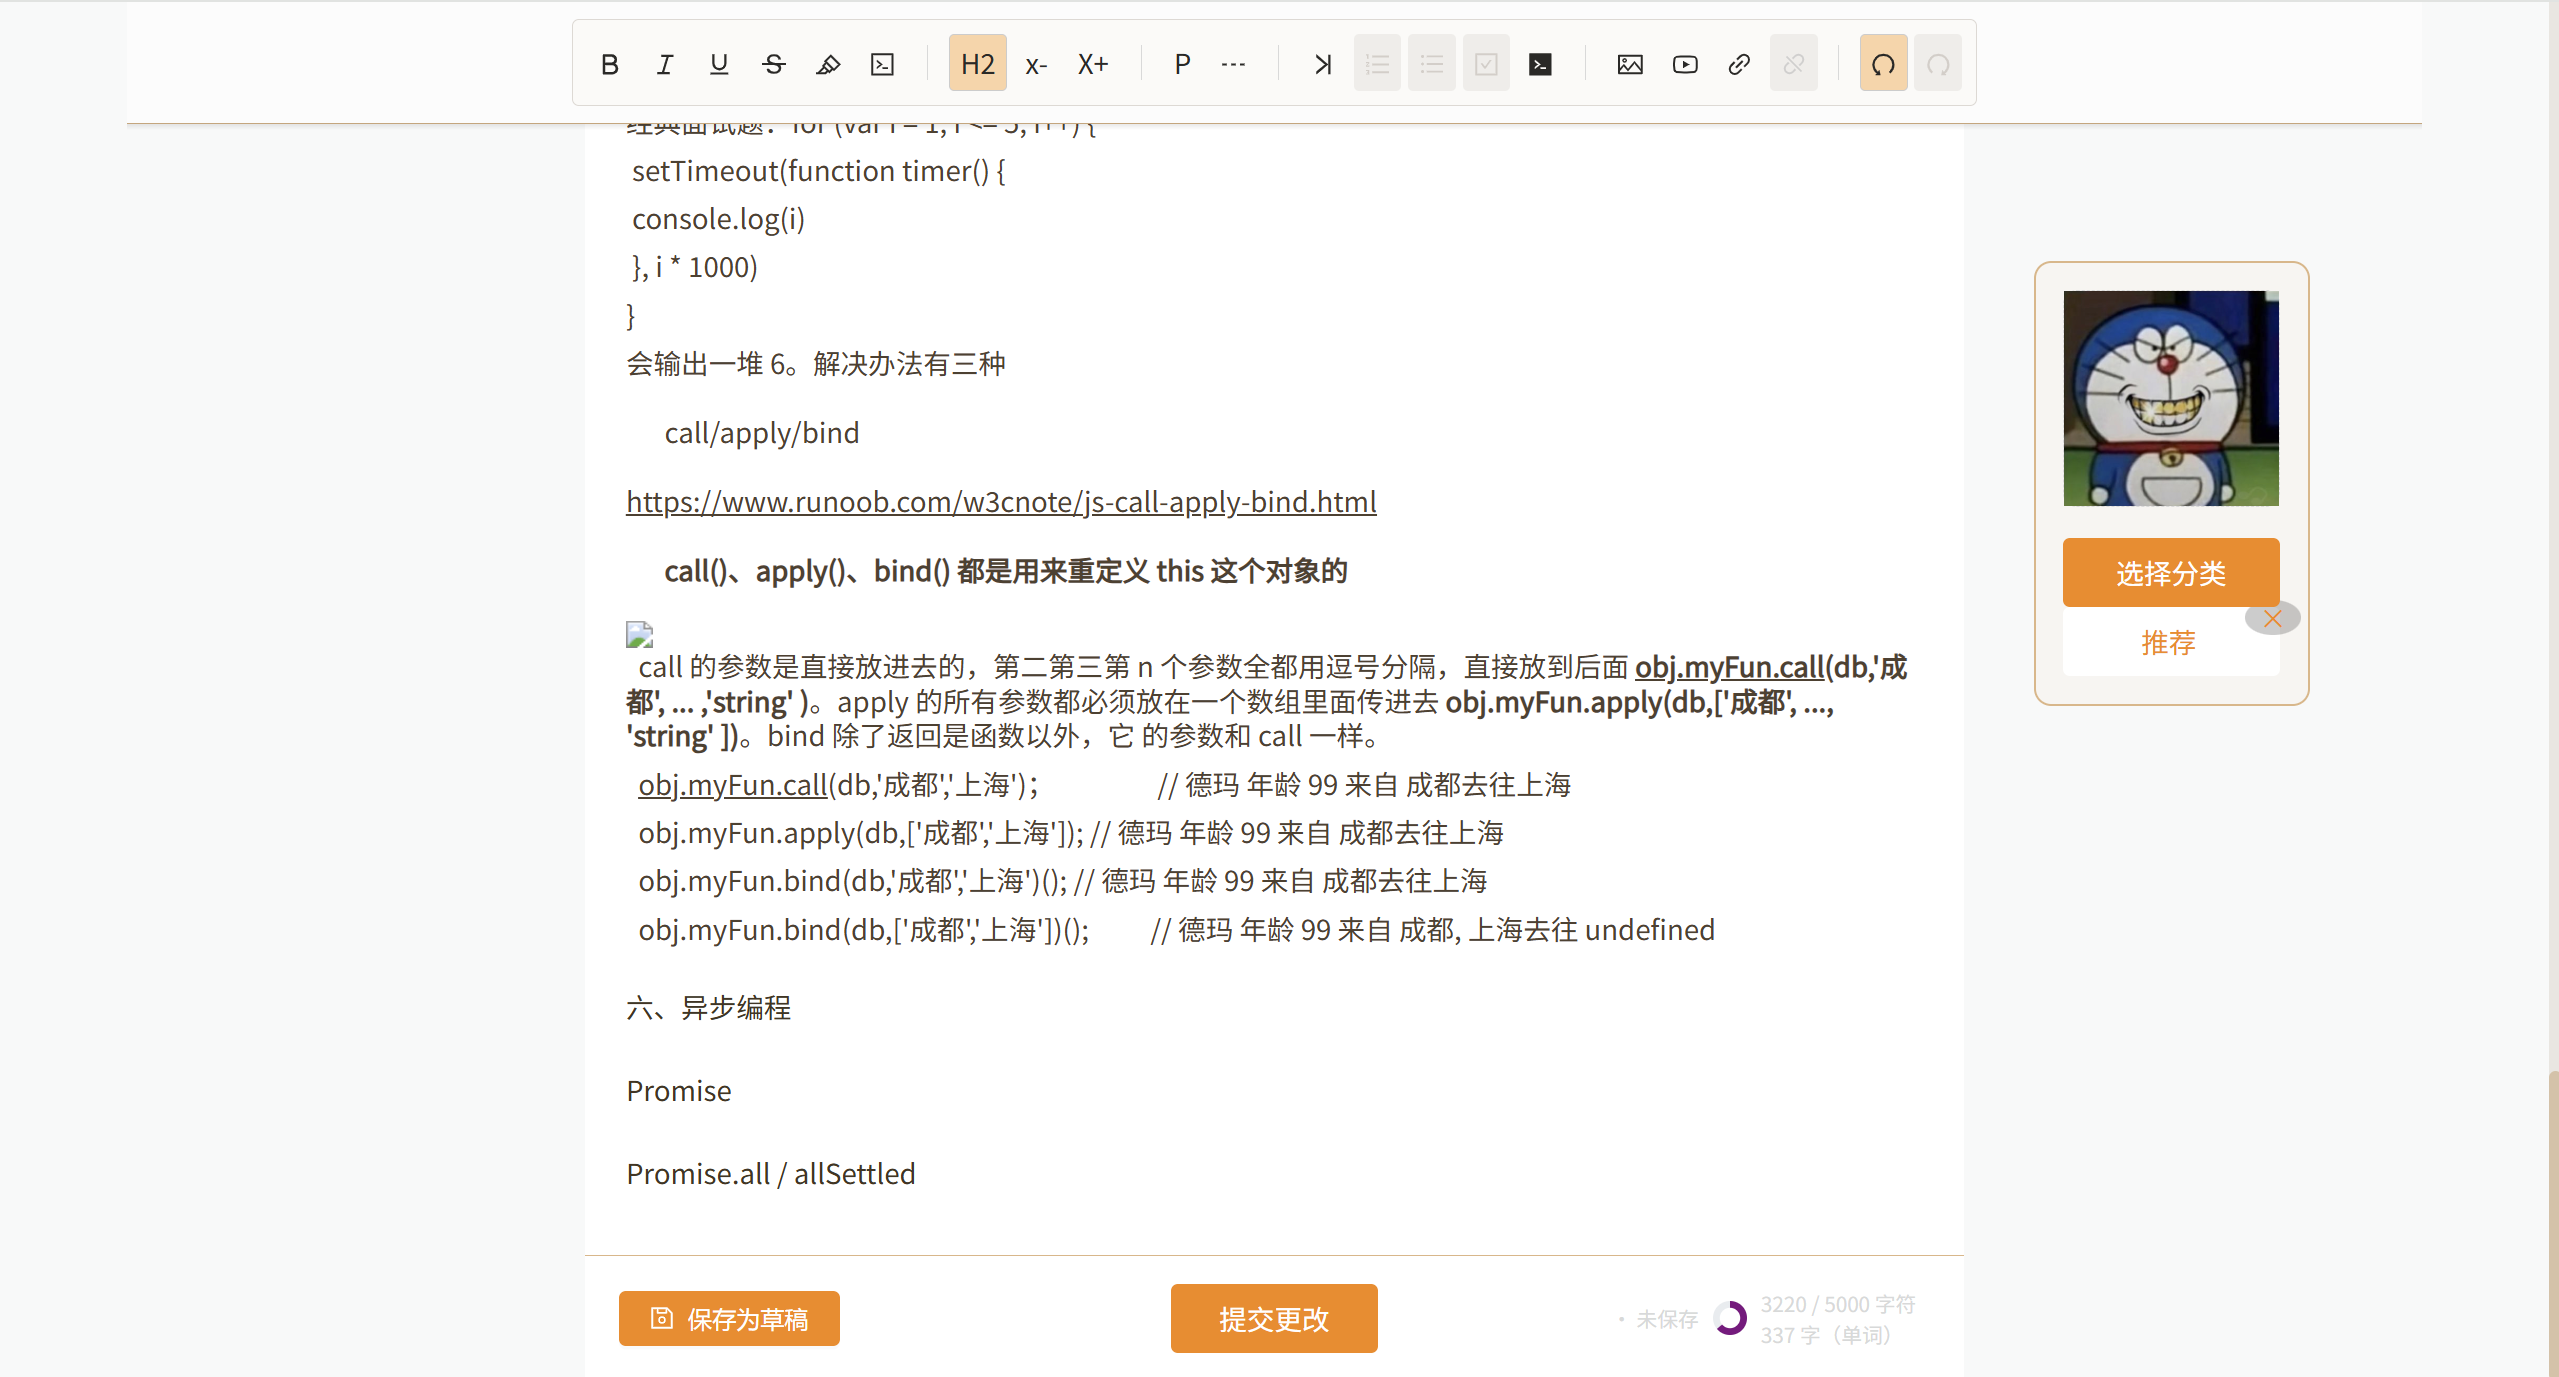 H2 x- X+ P
经典面试题：for (var i = 1; i <= 5; i++) {
setTimeout(function timer() {
console.log(i)
}, i * 1000)
}
会输出一堆 6。解决办法有三种
call/apply/bind
https://www.runoob.com/w3cnote/js-call-apply-bind.html
call()、apply()、bind() 都是用来重定义 this 这个对象的
call 的参数是直接放进去的，第二第三第 n 个参数全都用逗号分隔，直接放到后面 obj.myFun.call(db,'成
都', ... ,'string' )。apply 的所有参数都必须放在一个数组里面传进去 obj.myFun.apply(db,['成都', ...,
'string' ])。bind 除了返回是函数以外，它 的参数和 call 一样。
obj.myFun.call(db,'成都','上海')； // 德玛 年龄 99 来自 成都去往上海
obj.myFun.apply(db,['成都','上海']); // 德玛 年龄 99 来自 成都去往上海
obj.myFun.bind(db,'成都','上海')(); // 德玛 年龄 99 来自 成都去往上海
obj.myFun.bind(db,['成都','上海'])(); // 德玛 年龄 99 来自 成都, 上海去往 undefined
六、异步编程
Promise
Promise.all / allSettled
选择分类
推荐
保存为草稿
提交更改
· 未保存
3220 / 5000 字符
337 字（单词）